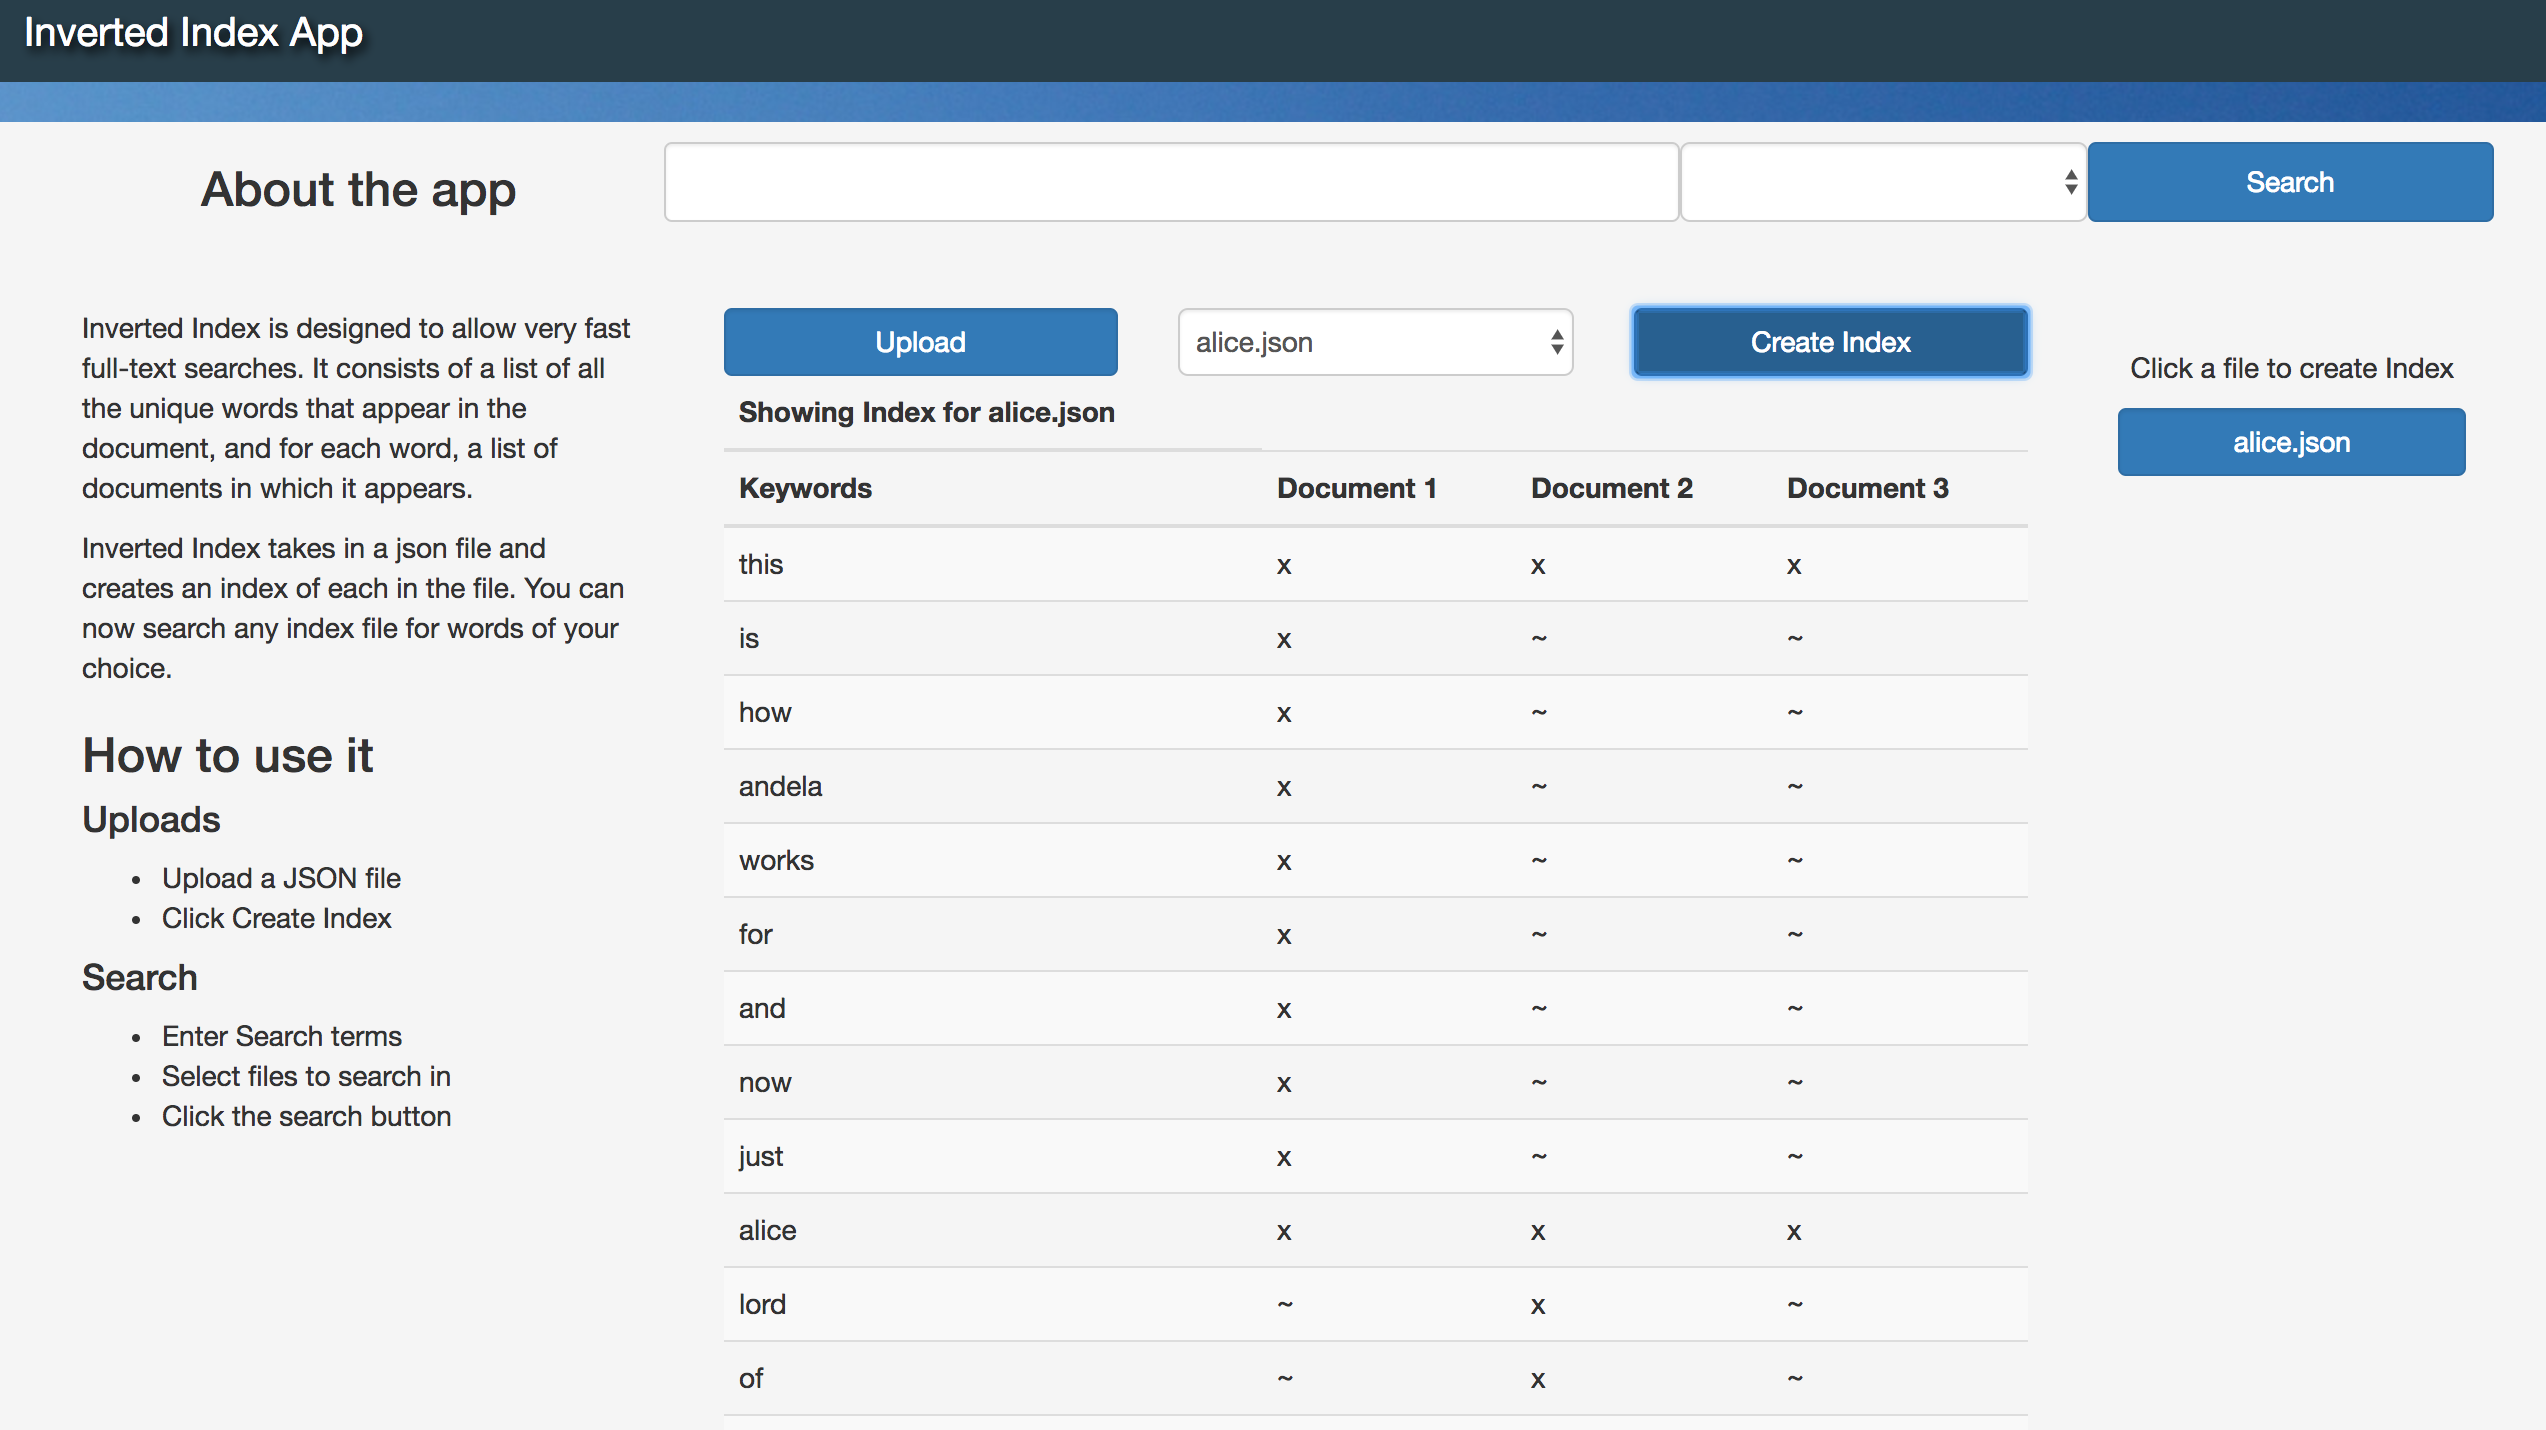 Inverted Index App
About the app
Search
Inverted Index is designed to allow very fast
full-text searches. It consists of a list of all
the unique words that appear in the
document, and for each word, a list of
documents in which it appears.
Inverted Index takes in a json file and
creates an index of each in the file. You can
now search any index file for words of your
choice.
How to use it
Uploads
• Upload a JSON file
• Click Create Index
Search
• Enter Search terms
• Select files to search in
• Click the search button
Upload
alice.json
Create Index
Showing Index for alice.json
Keywords Document 1 Document 2 Document 3
this x x x
is x ~ ~
how x ~ ~
andela x ~ ~
works x ~ ~
for x ~ ~
and x ~ ~
now x ~ ~
just x ~ ~
alice x x x
lord ~ x ~
of ~ x ~
Click a file to create Index
alice.json